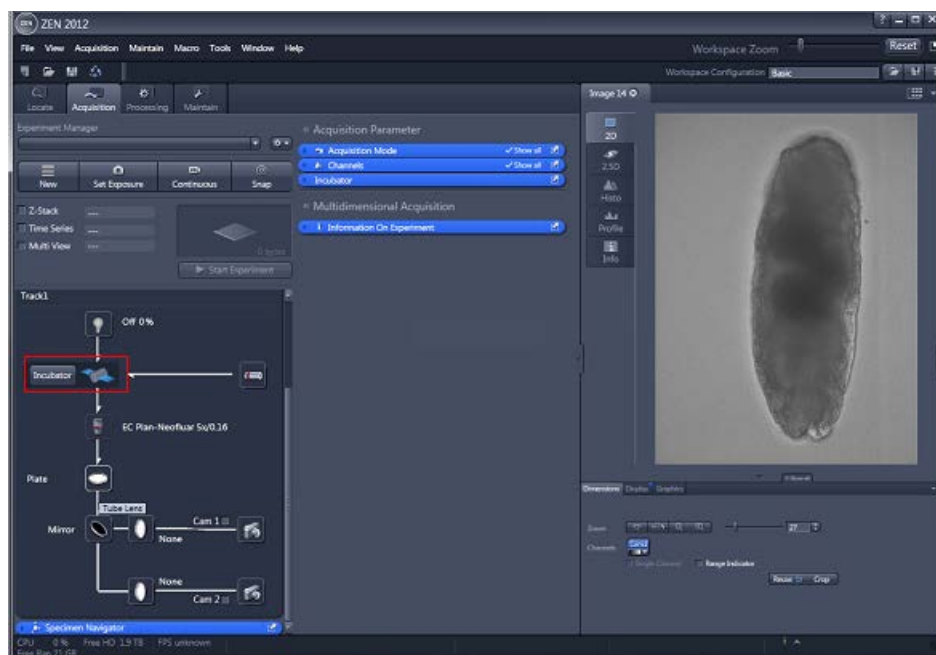 ZEN 2012
File View Acquisition Maintain Macro Tools Window Help
Workspace Zoom Reset
Workspace Configuration Basic
Locate Acquisition Processing Maintain
Experiment Manager
New Set Exposure Continuous Snap
Z-Stack
Time Series
Multi View
Start Experiment
Track1
Off 0 %
Incubator
EC Plan-Neofluar 5x/0.16
Plate
Tube Lens
Mirror
Cam 1
None
None
Cam 2
Specimen Navigator
CPU 0 % Free HD 1.9 TB FPS unknown
Acquisition Parameter
Acquisition Mode Show all
Channels Show all
Incubator
Multidimensional Acquisition
Information On Experiment
Image 14
2D
2.5D
Histo
Profile
Info
Dimensions Display Graphics
Zoom
Channels
Single Channel Range Indicator
Reuse Crop